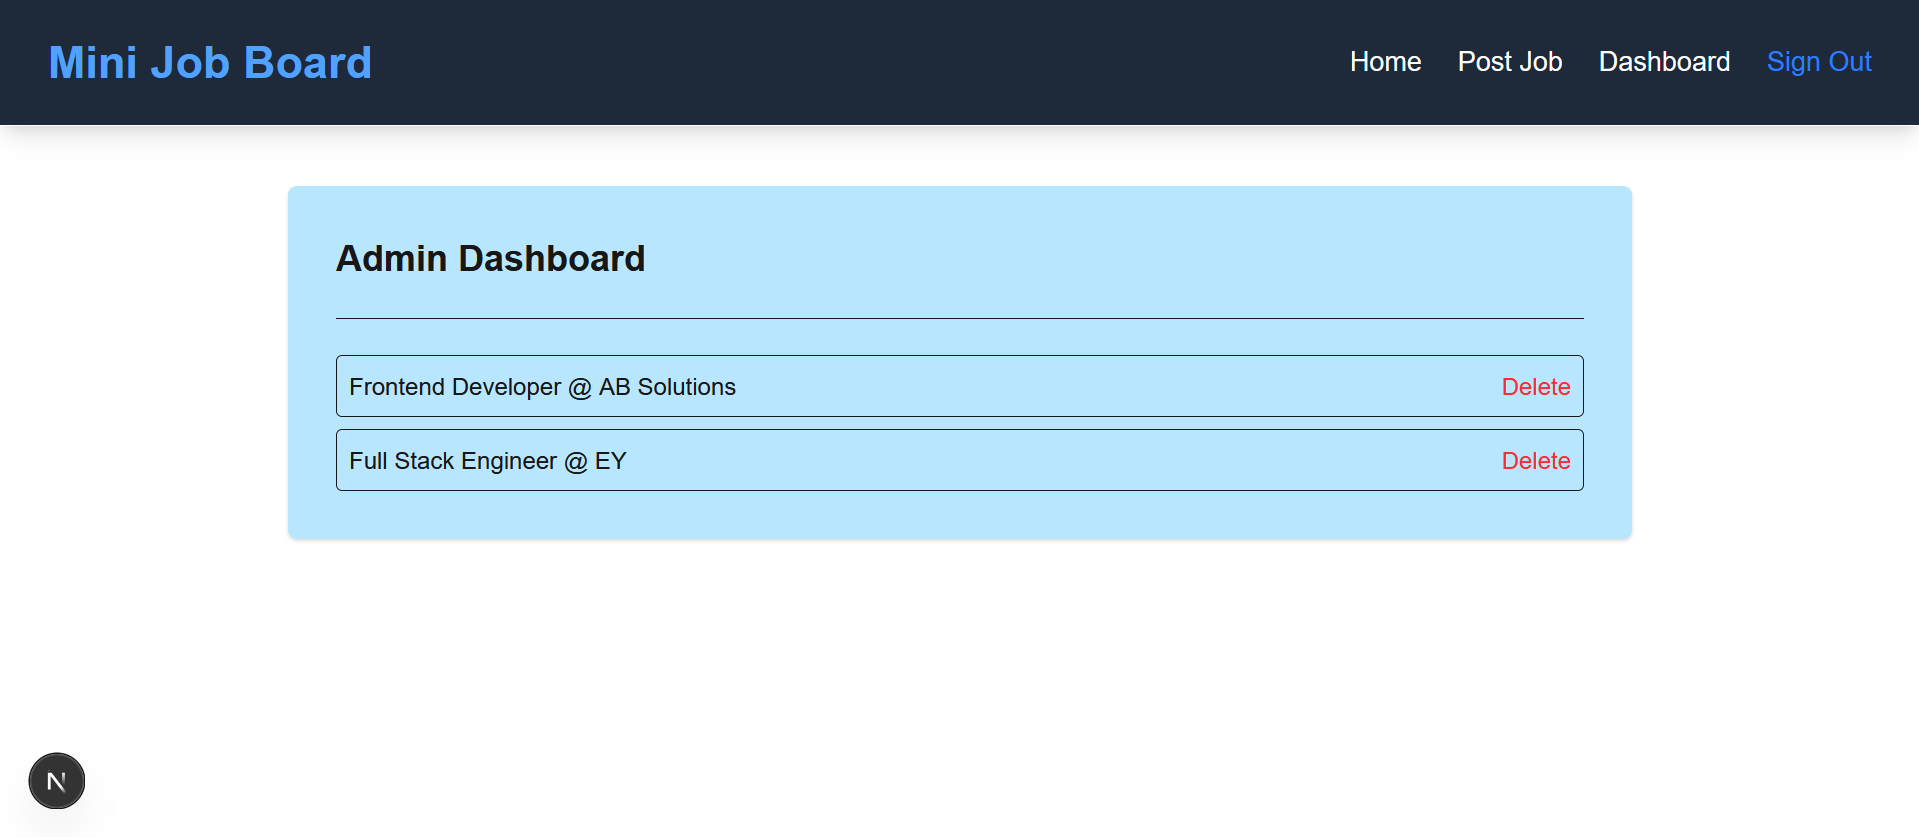 Mini Job Board
Home Post Job Dashboard Sign Out
Admin Dashboard
Frontend Developer @ AB Solutions Delete
Full Stack Engineer @ EY Delete
N